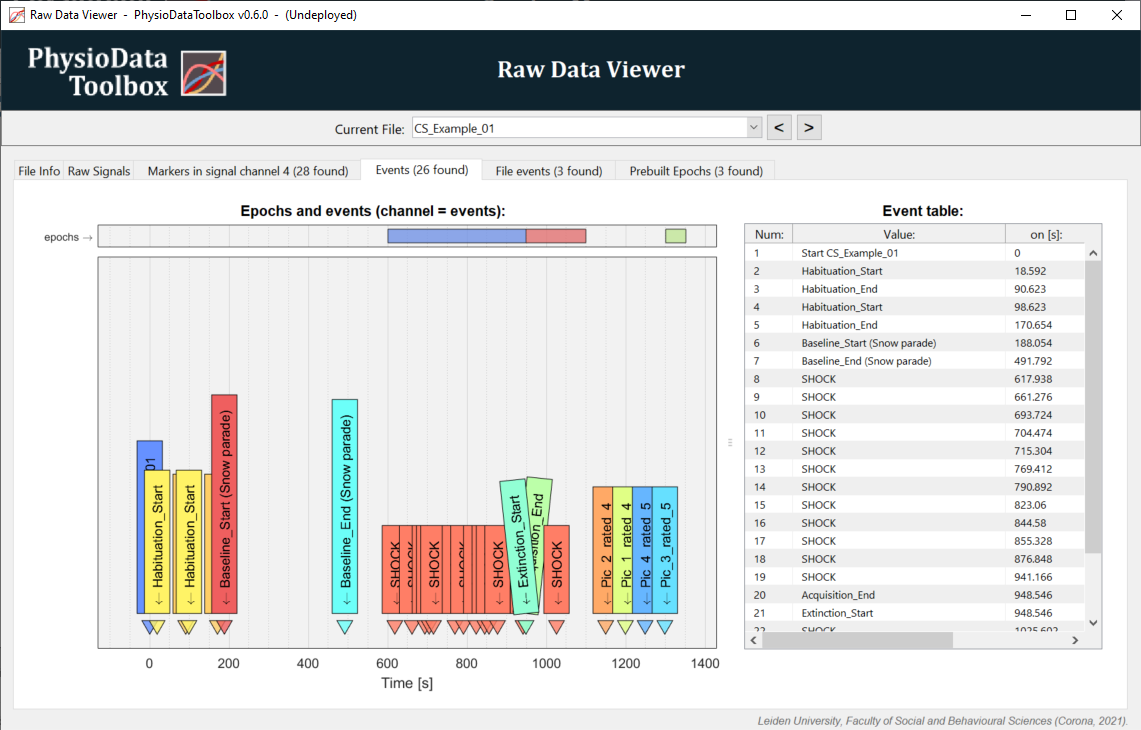 Raw Data Viewer - PhysioDataToolbox v0.6.0 - (Undeployed)
PhysioData
Toolbox
Raw Data Viewer
Current File: CS_Example_01
< >
File Info Raw Signals Markers in signal channel 4 (28 found) Events (26 found) File events (3 found) Prebuilt Epochs (3 found)
Epochs and events (channel = events):
epochs →
01
← Habituation_Start
← Habituation_Start
← Baseline_Start (Snow parade)
← Baseline_End (Snow parade)
← SHOCK
← SHOCK
← SHOCK
← SHOCK
← Extinction_Start
quisition_End
← SHOCK
← Pic_2_rated_4
← Pic_1_rated_4
← Pic_4_rated_5
← Pic_3_rated_5
0 200 400 600 800 1000 1200 1400
Time [s]
Event table:
Num: Value: on [s]:
1 Start CS_Example_01 0
2 Habituation_Start 18.592
3 Habituation_End 90.623
4 Habituation_Start 98.623
5 Habituation_End 170.654
6 Baseline_Start (Snow parade) 188.054
7 Baseline_End (Snow parade) 491.792
8 SHOCK 617.938
9 SHOCK 661.276
10 SHOCK 693.724
11 SHOCK 704.474
12 SHOCK 715.304
13 SHOCK 769.412
14 SHOCK 790.892
15 SHOCK 823.06
16 SHOCK 844.58
17 SHOCK 855.328
18 SHOCK 876.848
19 SHOCK 941.166
20 Acquisition_End 948.546
21 Extinction_Start 948.546
22 SHOCK 1025.602
Leiden University, Faculty of Social and Behavioural Sciences (Corona, 2021).